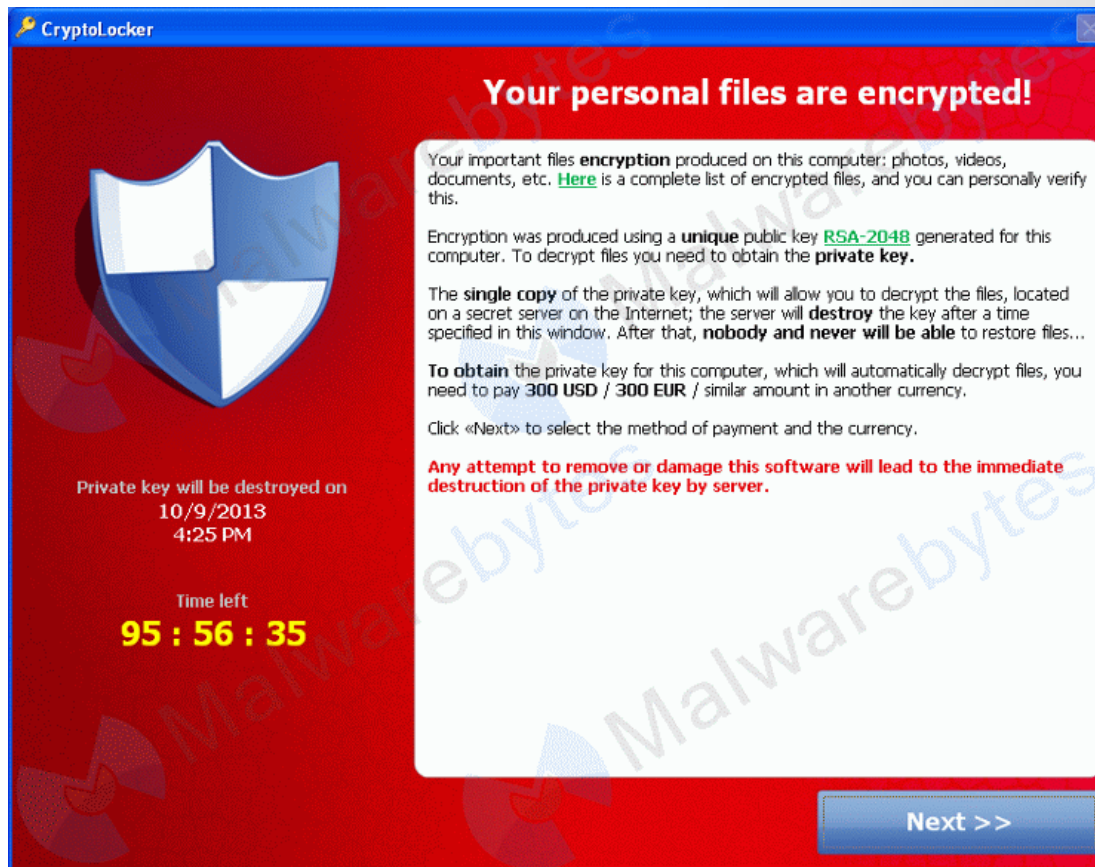 CryptoLocker
Your personal files are encrypted!
Your important files encryption produced on this computer: photos, videos,
documents, etc. Here is a complete list of encrypted files, and you can personally verify
this.
Encryption was produced using a unique public key RSA-2048 generated for this
computer. To decrypt files you need to obtain the private key.
The single copy of the private key, which will allow you to decrypt the files, located
on a secret server on the Internet; the server will destroy the key after a time
specified in this window. After that, nobody and never will be able to restore files...
To obtain the private key for this computer, which will automatically decrypt files, you
need to pay 300 USD / 300 EUR / similar amount in another currency.
Click «Next» to select the method of payment and the currency.
Any attempt to remove or damage this software will lead to the immediate
destruction of the private key by server.
Private key will be destroyed on
10/9/2013
4:25 PM
Time left
95 : 56 : 35
Next >>
Malwarebytes
Malwarebytes
Malwarebytes
Malwarebytes